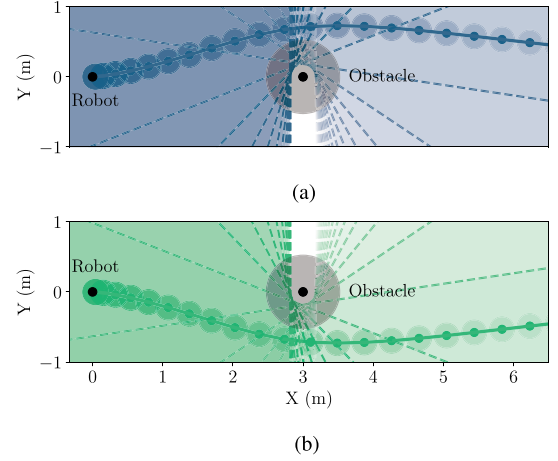 1
0
−1
Y (m)
Robot
Obstacle
(a)
1
0
−1
Y (m)
Robot
Obstacle
0 1 2 3 4 5 6
X (m)
(b)